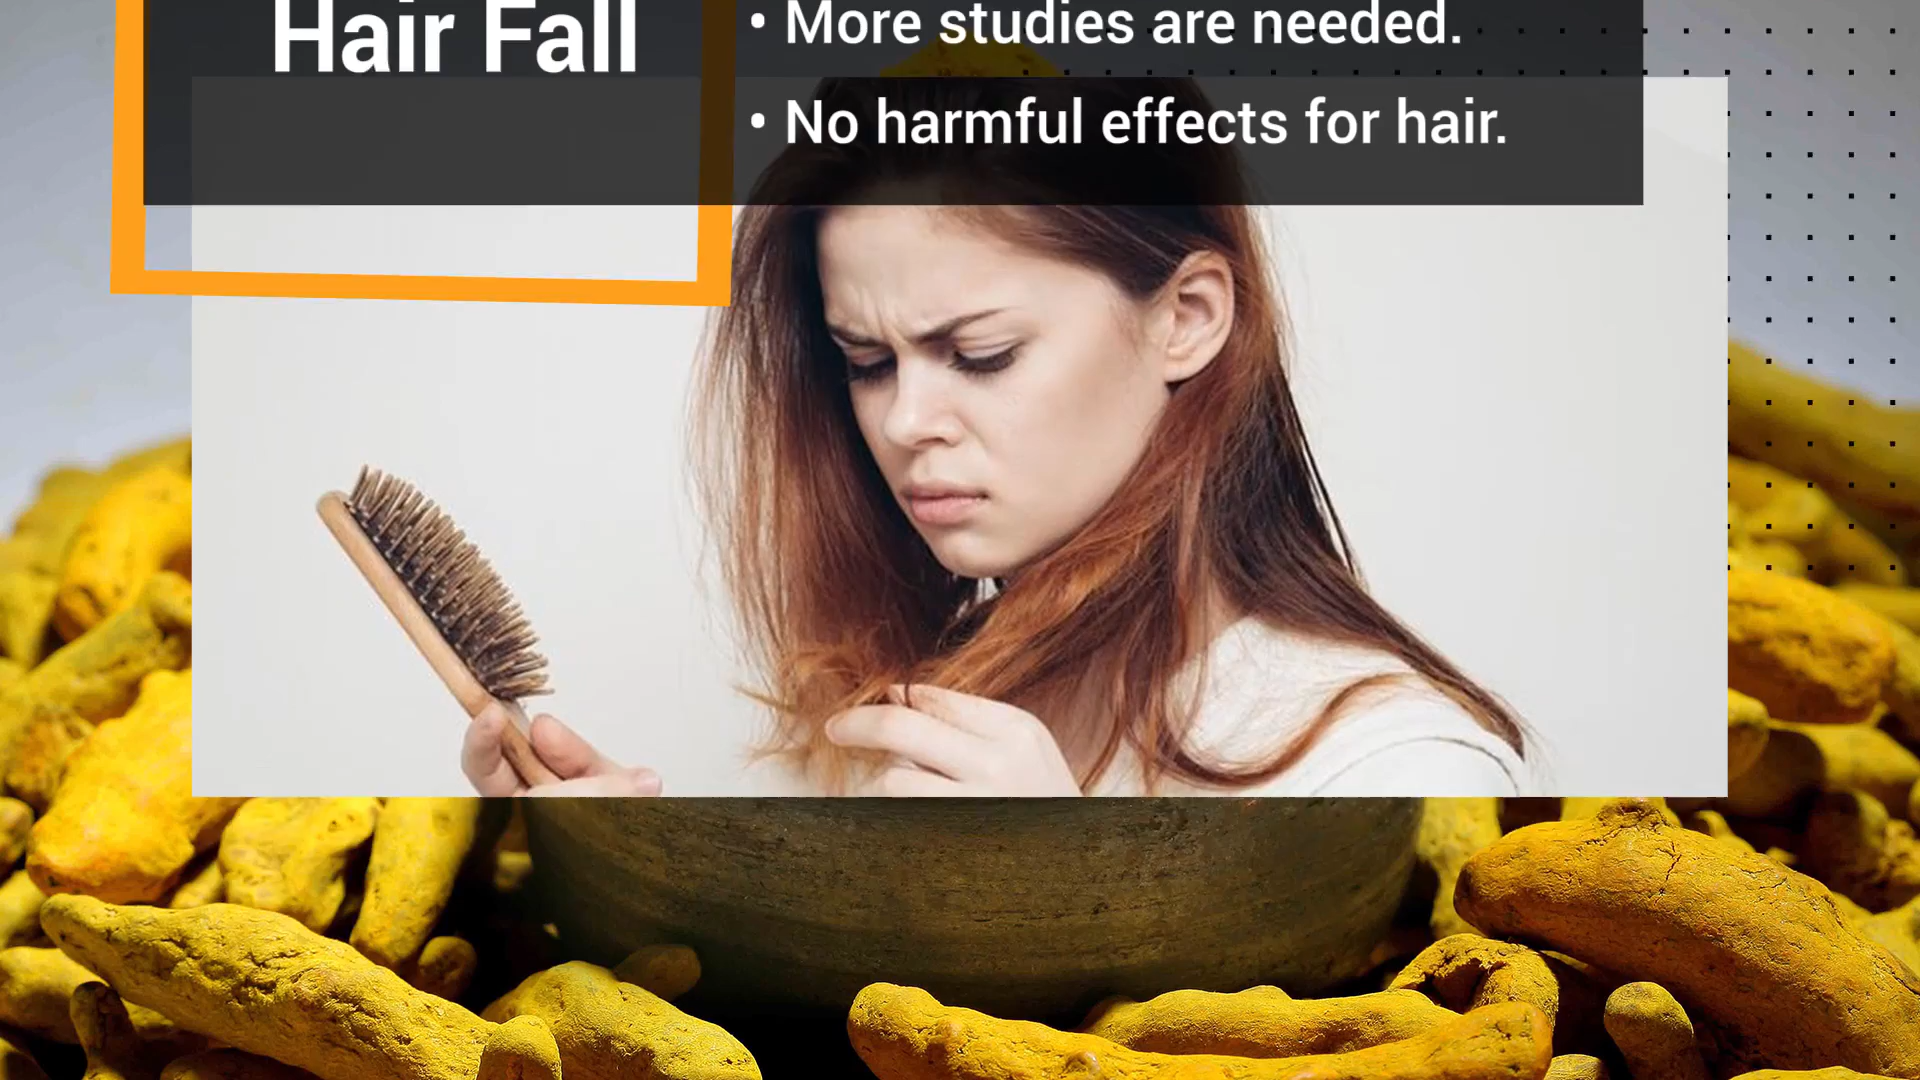 Hair Fall
• More studies are needed.
• No harmful effects for hair.